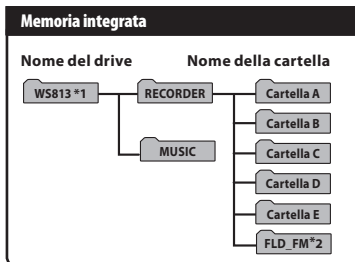 Memoria integrata
Nome del drive Nome della cartella
WS813 *1 RECORDER Cartella A
Cartella B
MUSIC Cartella C
Cartella D
Cartella E
FLD_FM*2